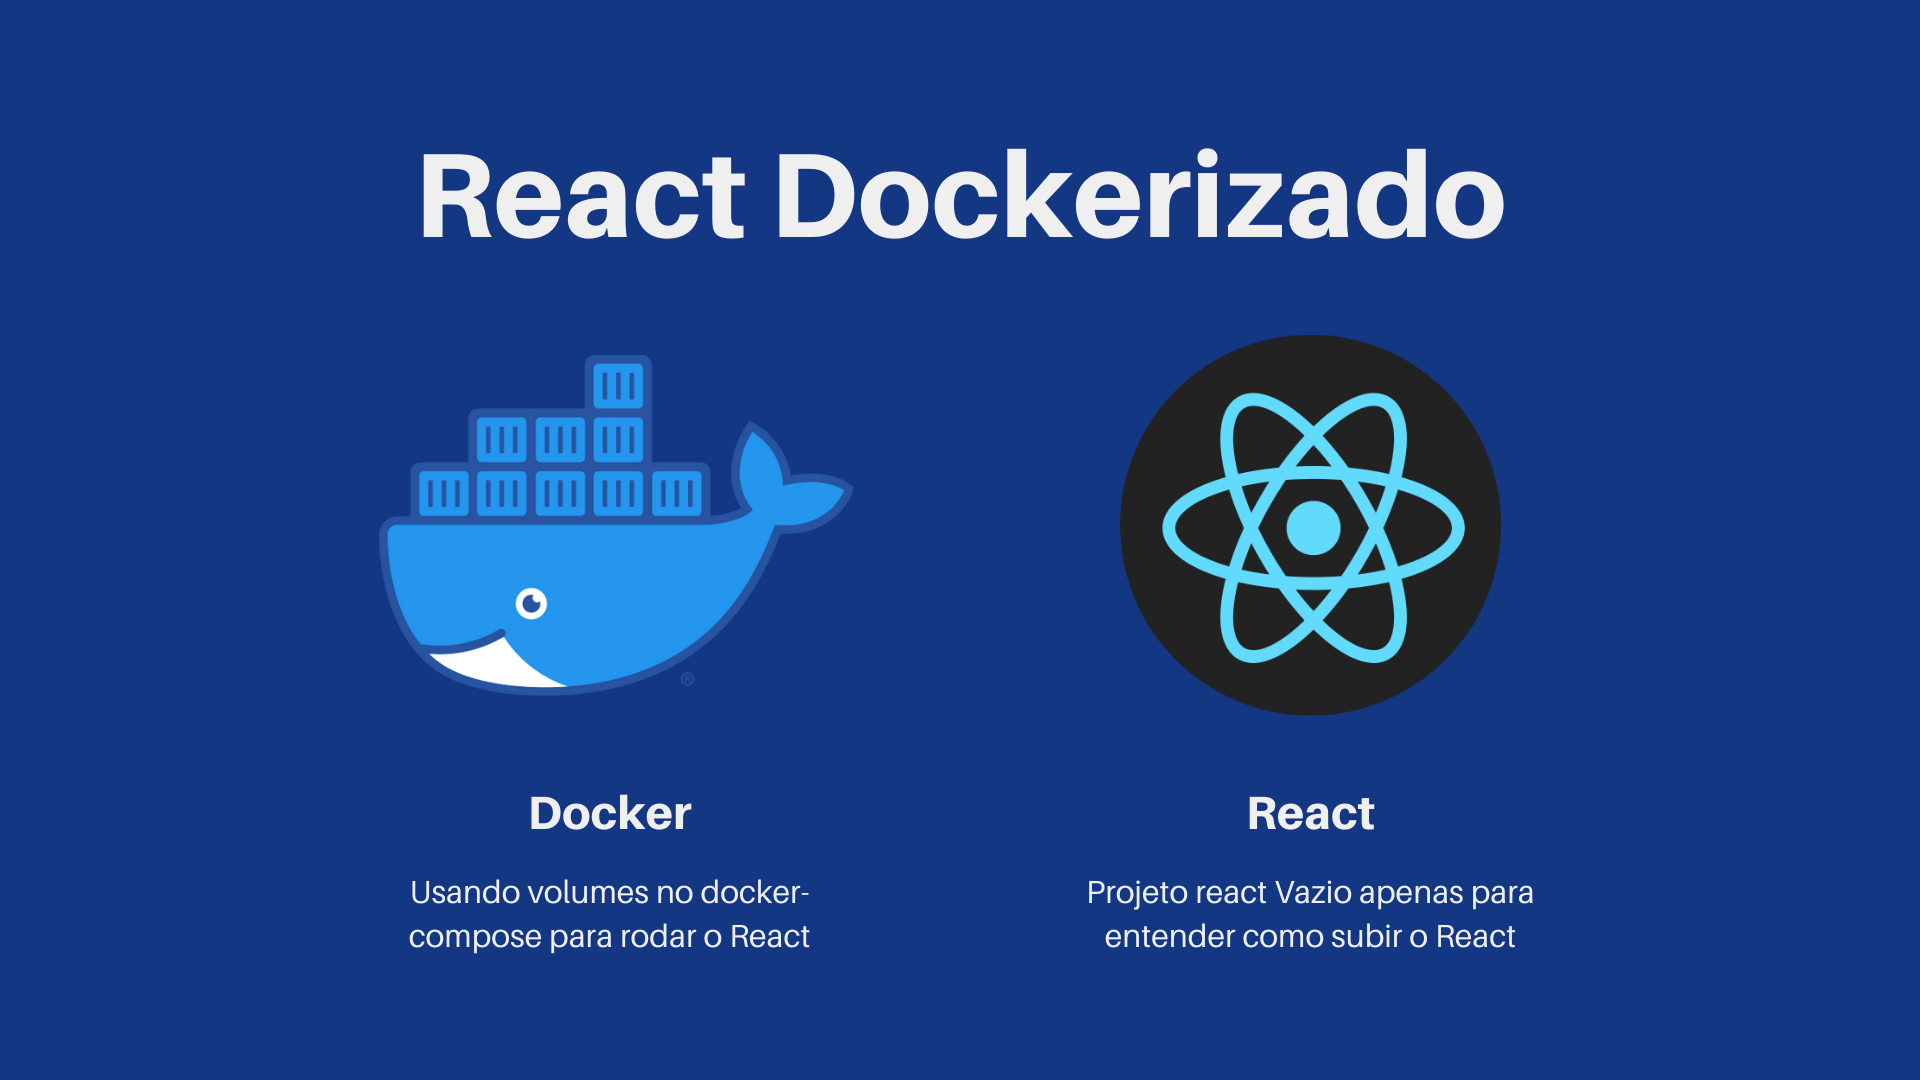 React Dockerizado
®
Docker
Usando volumes no docker-
compose para rodar o React
React
Projeto react Vazio apenas para
entender como subir o React